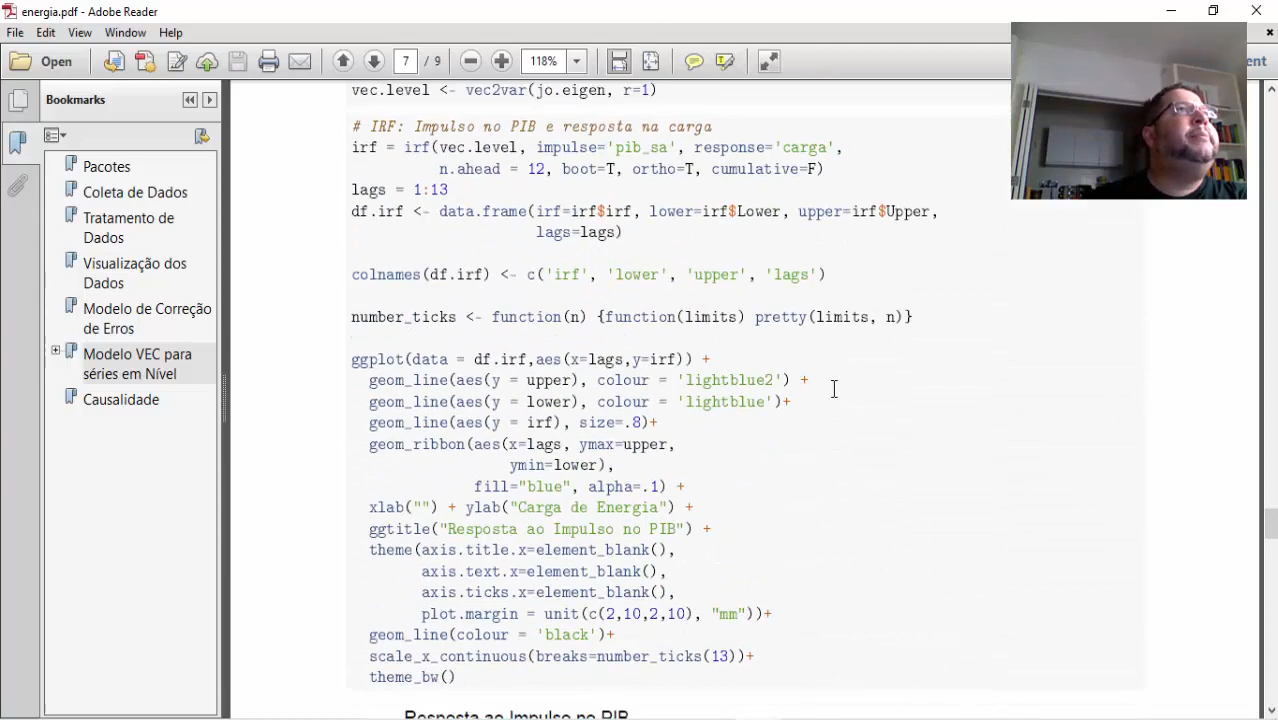 energia.pdf - Adobe Reader
File Edit View Window Help
Open
7 / 9
118%
Bookmarks
Pacotes
Coleta de Dados
Tratamento de
Dados
Visualização dos
Dados
Modelo de Correção
de Erros
Modelo VEC para
séries em Nível
Causalidade
vec.level <- vec2var(jo.eigen, r=1)
# IRF: Impulso no PIB e resposta na carga
irf = irf(vec.level, impulse='pib_sa', response='carga',
n.ahead = 12, boot=T, ortho=T, cumulative=F)
lags = 1:13
df.irf <- data.frame(irf=irf$irf, lower=irf$Lower, upper=irf$Upper,
lags=lags)
colnames(df.irf) <- c('irf', 'lower', 'upper', 'lags')
number_ticks <- function(n) {function(limits) pretty(limits, n)}
ggplot(data = df.irf,aes(x=lags,y=irf)) +
geom_line(aes(y = upper), colour = 'lightblue2') +
geom_line(aes(y = lower), colour = 'lightblue')+
geom_line(aes(y = irf), size=.8)+
geom_ribbon(aes(x=lags, ymax=upper,
ymin=lower),
fill="blue", alpha=.1) +
xlab("") + ylab("Carga de Energia") +
ggtitle("Resposta ao Impulso no PIB") +
theme(axis.title.x=element_blank(),
axis.text.x=element_blank(),
axis.ticks.x=element_blank(),
plot.margin = unit(c(2,10,2,10), "mm"))+
geom_line(colour = 'black')+
scale_x_continuous(breaks=number_ticks(13))+
theme_bw()
Resposta ao Impulso no PIB